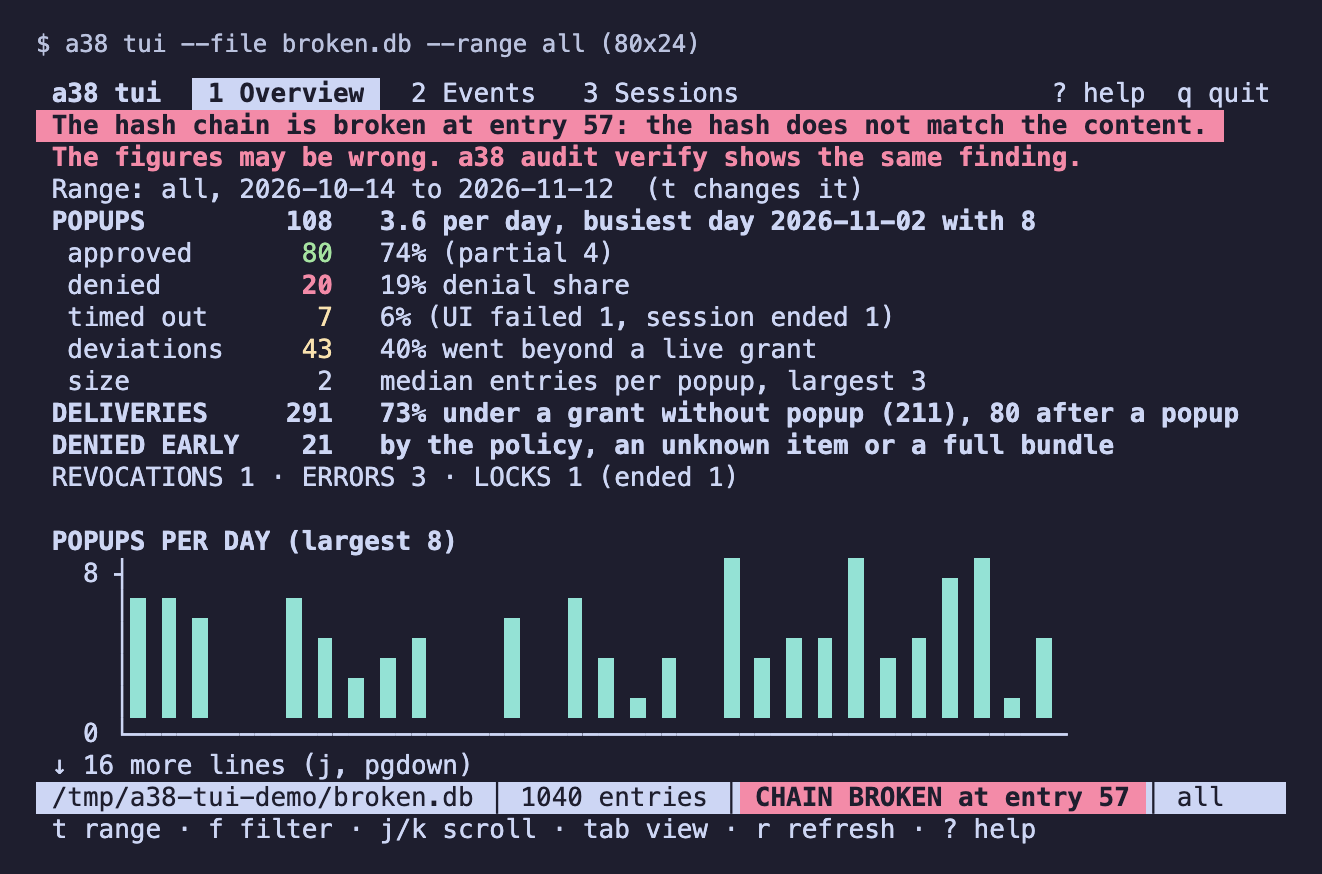 $ a38 tui --file broken.db --range all (80x24)
a38 tui 1 Overview 2 Events 3 Sessions ? help q quit
The hash chain is broken at entry 57: the hash does not match the content.
The figures may be wrong. a38 audit verify shows the same finding.
Range: all, 2026-10-14 to 2026-11-12 (t changes it)
POPUPS 108 3.6 per day, busiest day 2026-11-02 with 8
approved 80 74% (partial 4)
denied 20 19% denial share
timed out 7 6% (UI failed 1, session ended 1)
deviations 43 40% went beyond a live grant
size 2 median entries per popup, largest 3
DELIVERIES 291 73% under a grant without popup (211), 80 after a popup
DENIED EARLY 21 by the policy, an unknown item or a full bundle
REVOCATIONS 1 · ERRORS 3 · LOCKS 1 (ended 1)
POPUPS PER DAY (largest 8)
8
0
↓ 16 more lines (j, pgdown)
/tmp/a38-tui-demo/broken.db │ 1040 entries │ CHAIN BROKEN at entry 57 │ all
t range · f filter · j/k scroll · tab view · r refresh · ? help